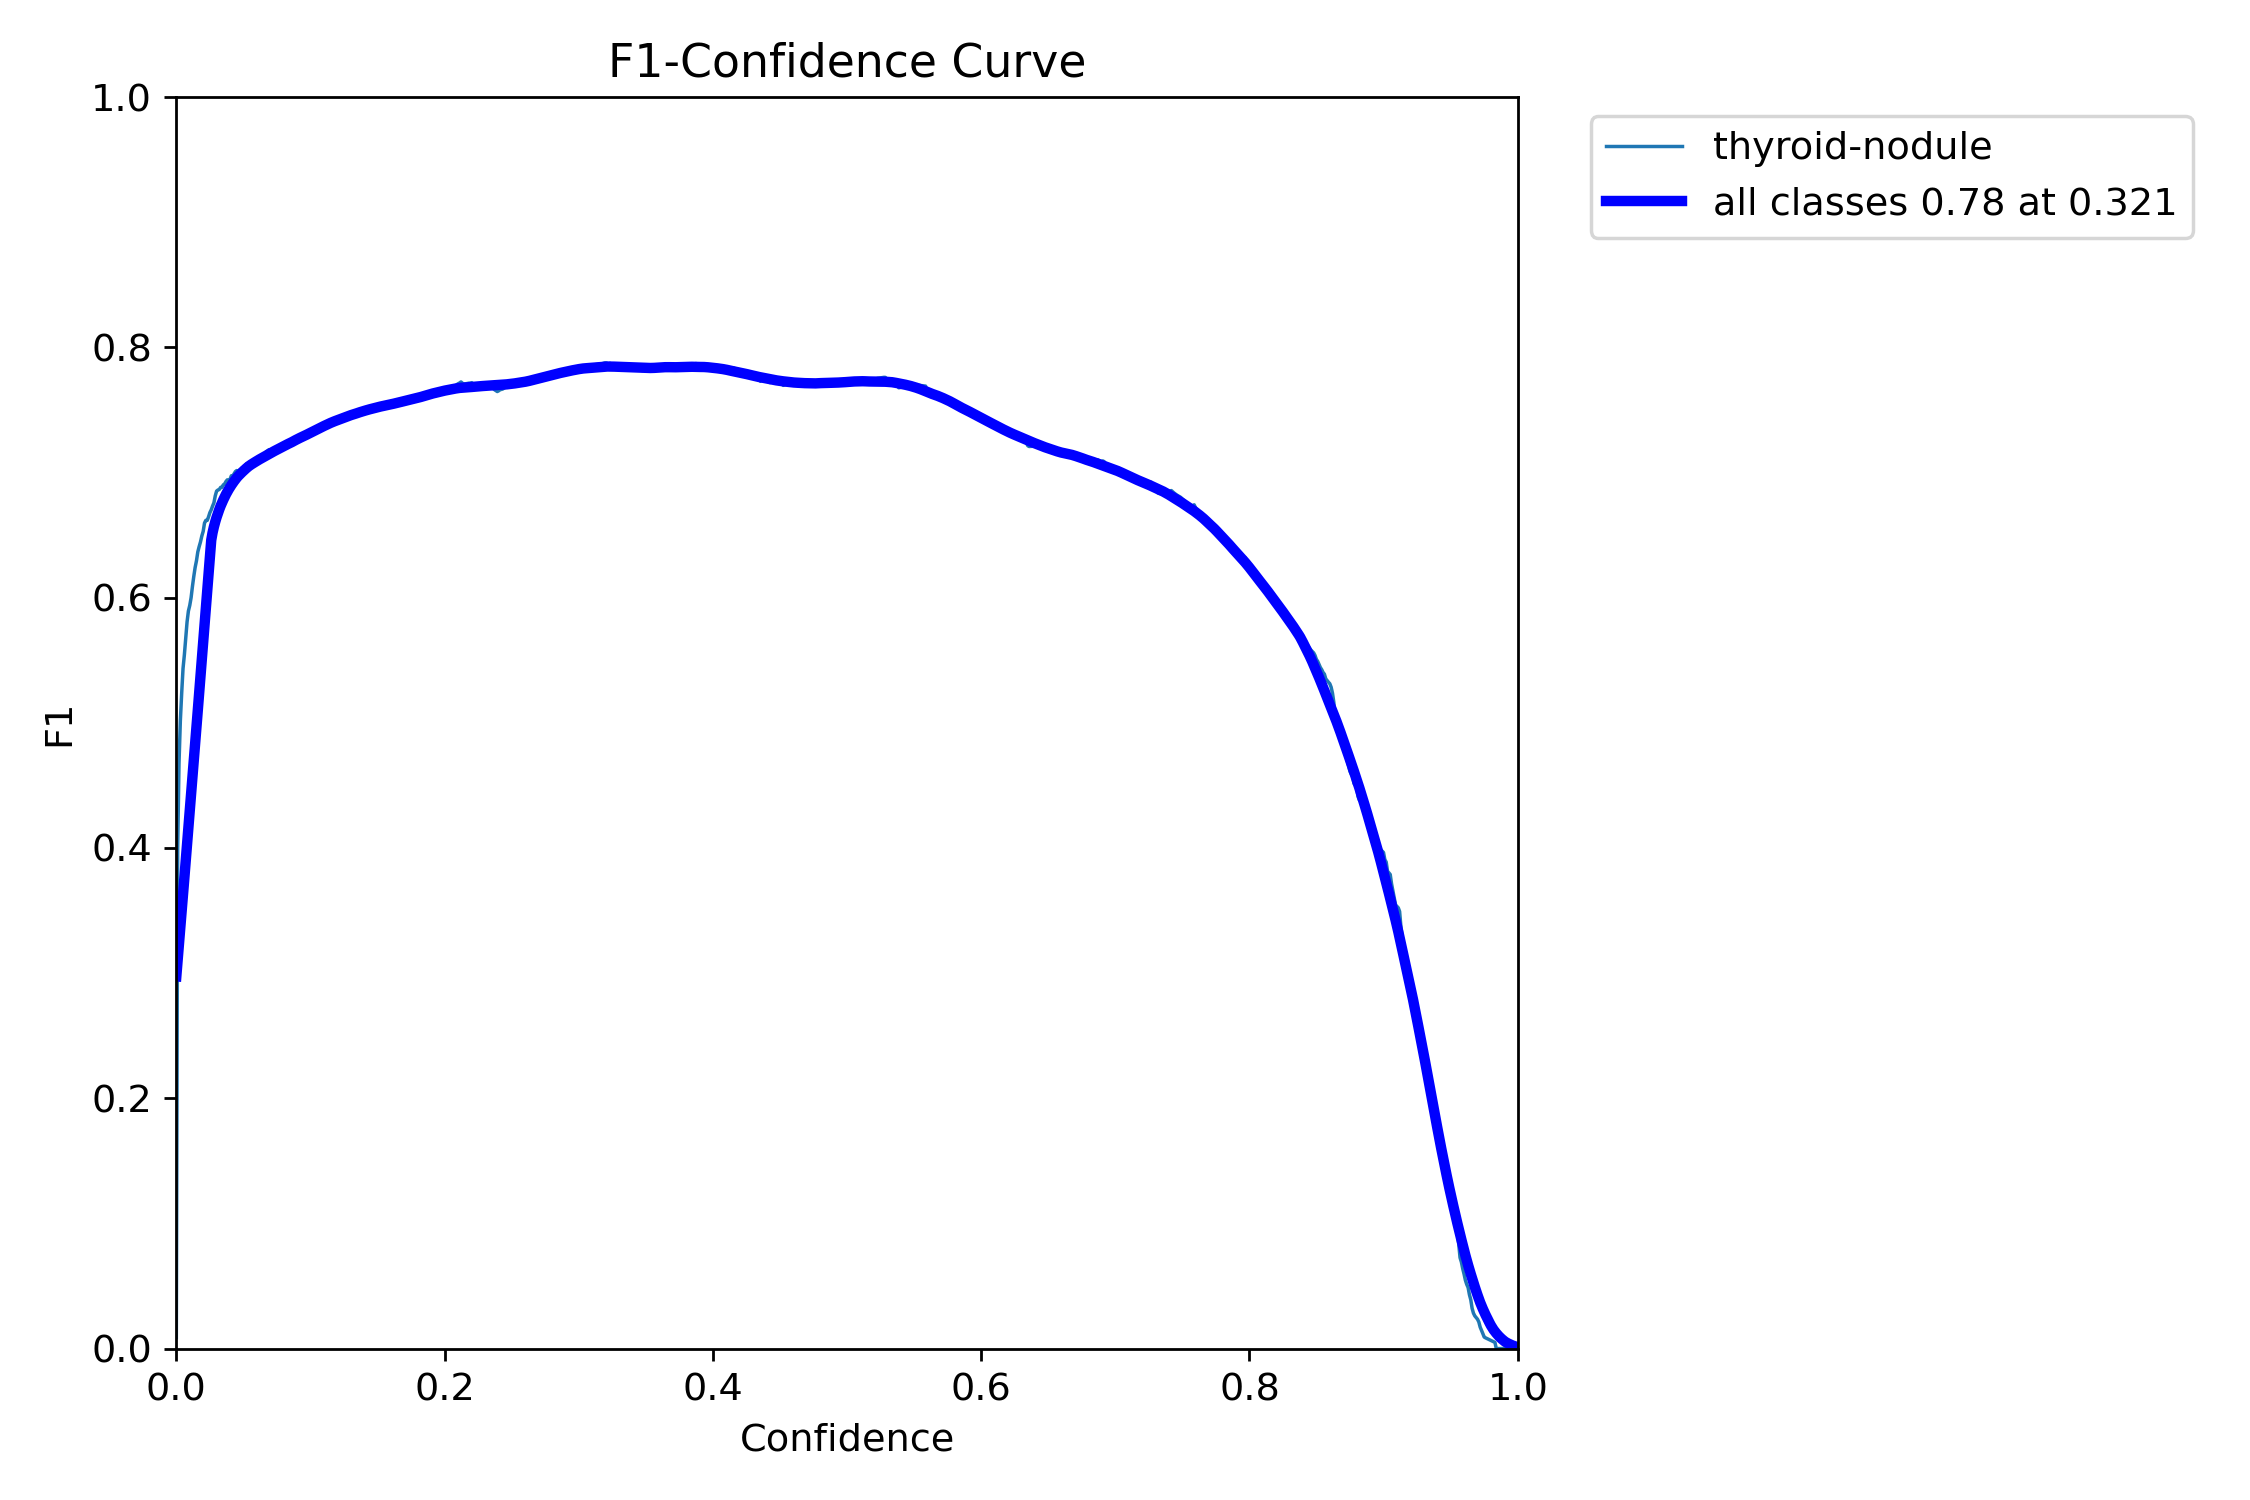 F1-Confidence Curve
1.0
0.8
0.6
0.4
0.2
0.0
F1
0.0 0.2 0.4 0.6 0.8 1.0
Confidence
thyroid-nodule
all classes 0.78 at 0.321